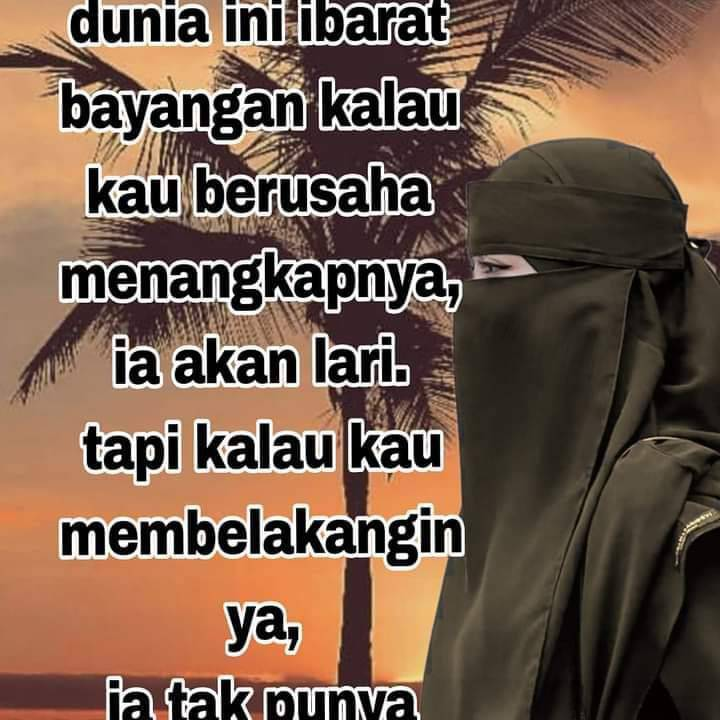 dunia ini ibarat
bayangan kalau
kau berusaha
menangkapnya,
ia akan lari.
tapi kalau kau
membelakangin
ya,
ia tak punya